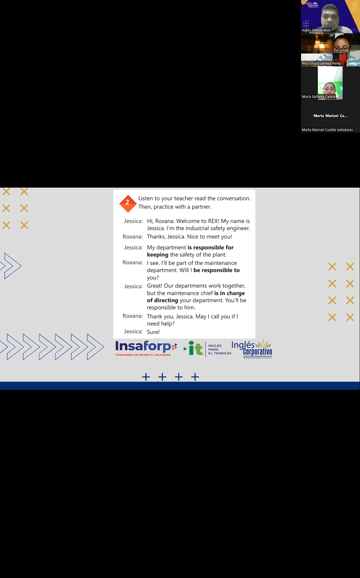 2
Listen to your teacher read the conversation.
Then, practice with a partner.
Jessica: Hi, Roxana. Welcome to REX! My name is
Jessica. I'm the industrial safety engineer.
Roxana: Thanks, Jessica. Nice to meet you!
Jessica: My department is responsible for
keeping the safety of the plant.
Roxana: I see. I'll be part of the maintenance
department. Will I be responsible to
you?
Jessica: Great! Our departments work together,
but the maintenance chief is in charge
of directing your department. You'll be
responsible to him.
Roxana: Thank you, Jessica. May I call you if I
need help?
Jessica: Sure!
Insaforp
it
INGLÉS
PARA
EL TRABAJO
Inglés
Corporativo
Inglés Corporativo
Maria Marisol Ca...